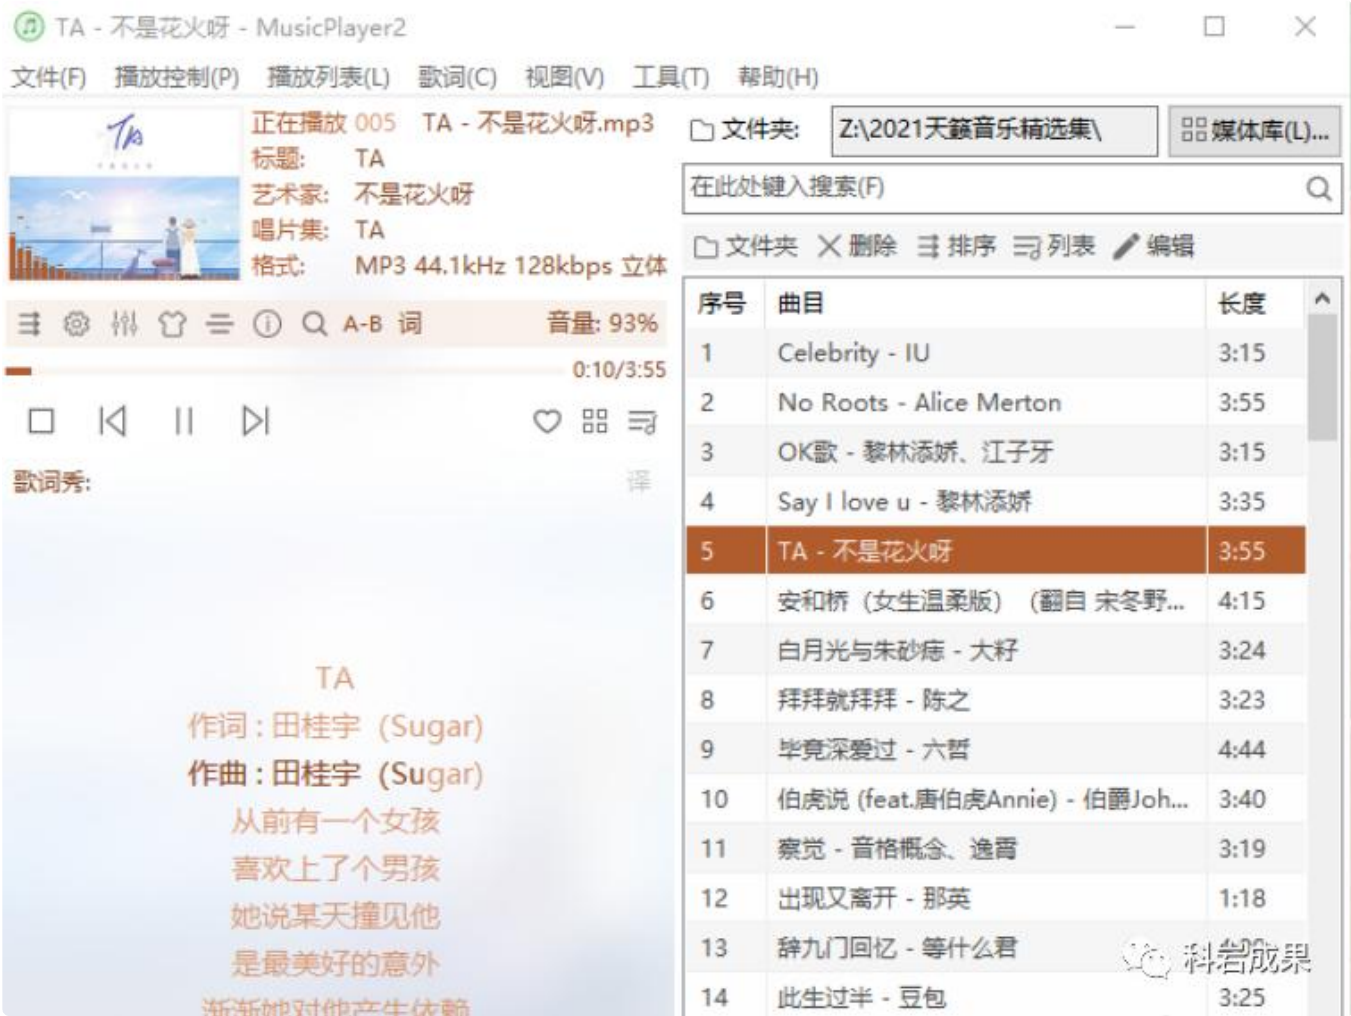 TA - 不是花火呀 - MusicPlayer2
文件(F) 播放控制(P) 播放列表(L) 歌词(C) 视图(V) 工具(T) 帮助(H)
TA
正在播放 005 TA - 不是花火呀.mp3
标题: TA
艺术家: 不是花火呀
唱片集: TA
格式: MP3 44.1kHz 128kbps 立体
A-B 词 音量: 93%
0:10/3:55
歌词秀: 译
TA
作词 : 田桂宇 (Sugar)
作曲 : 田桂宇 (Sugar)
从前有一个女孩
喜欢上了个男孩
她说某天撞见他
是最美好的意外
渐渐她对他产生依赖
文件夹: Z:\2021天籁音乐精选集\ 媒体库(L)...
在此处键入搜索(F)
文件夹 删除 排序 列表 编辑
序号 曲目 长度
1 Celebrity - IU 3:15
2 No Roots - Alice Merton 3:55
3 OK歌 - 黎林添娇、江子牙 3:15
4 Say I love u - 黎林添娇 3:35
5 TA - 不是花火呀 3:55
6 安和桥（女生温柔版）（翻自 宋冬野... 4:15
7 白月光与朱砂痣 - 大籽 3:24
8 拜拜就拜拜 - 陈之 3:23
9 毕竟深爱过 - 六哲 4:44
10 伯虎说 (feat.唐伯虎Annie) - 伯爵Joh... 3:40
11 察觉 - 音格概念、逸霄 3:19
12 出现又离开 - 那英 1:18
13 辞九门回忆 - 等什么君
科岩成果
14 此生过半 - 豆包 3:25